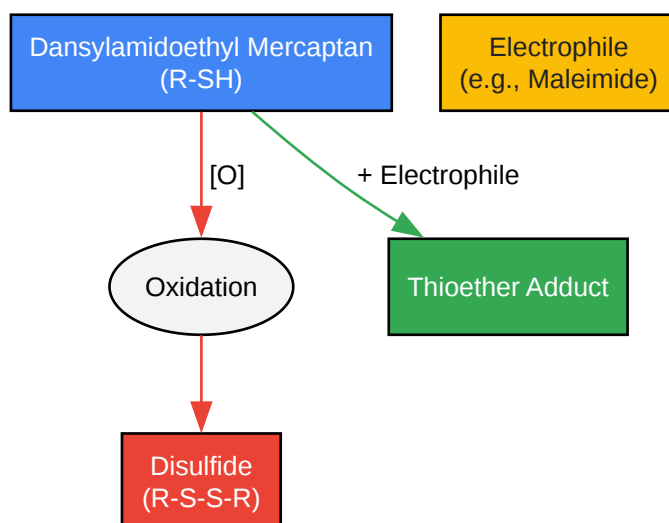 Dansylamidoethyl Mercaptan
(R-SH)
Electrophile
(e.g., Maleimide)
[O]
+ Electrophile
Oxidation
Thioether Adduct
Disulfide
(R-S-S-R)